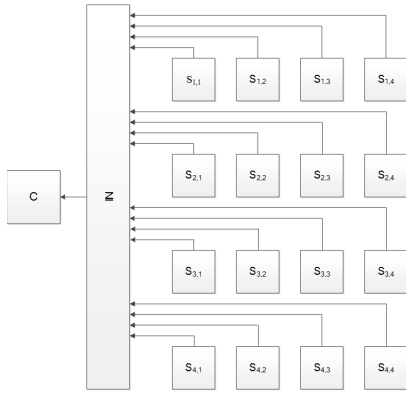 S1,1 S1,2 S1,3 S1,4
S2,1 S2,2 S2,3 S2,4
C
IN
S3,1 S3,2 S3,3 S3,4
S4,1 S4,2 S4,3 S4,4